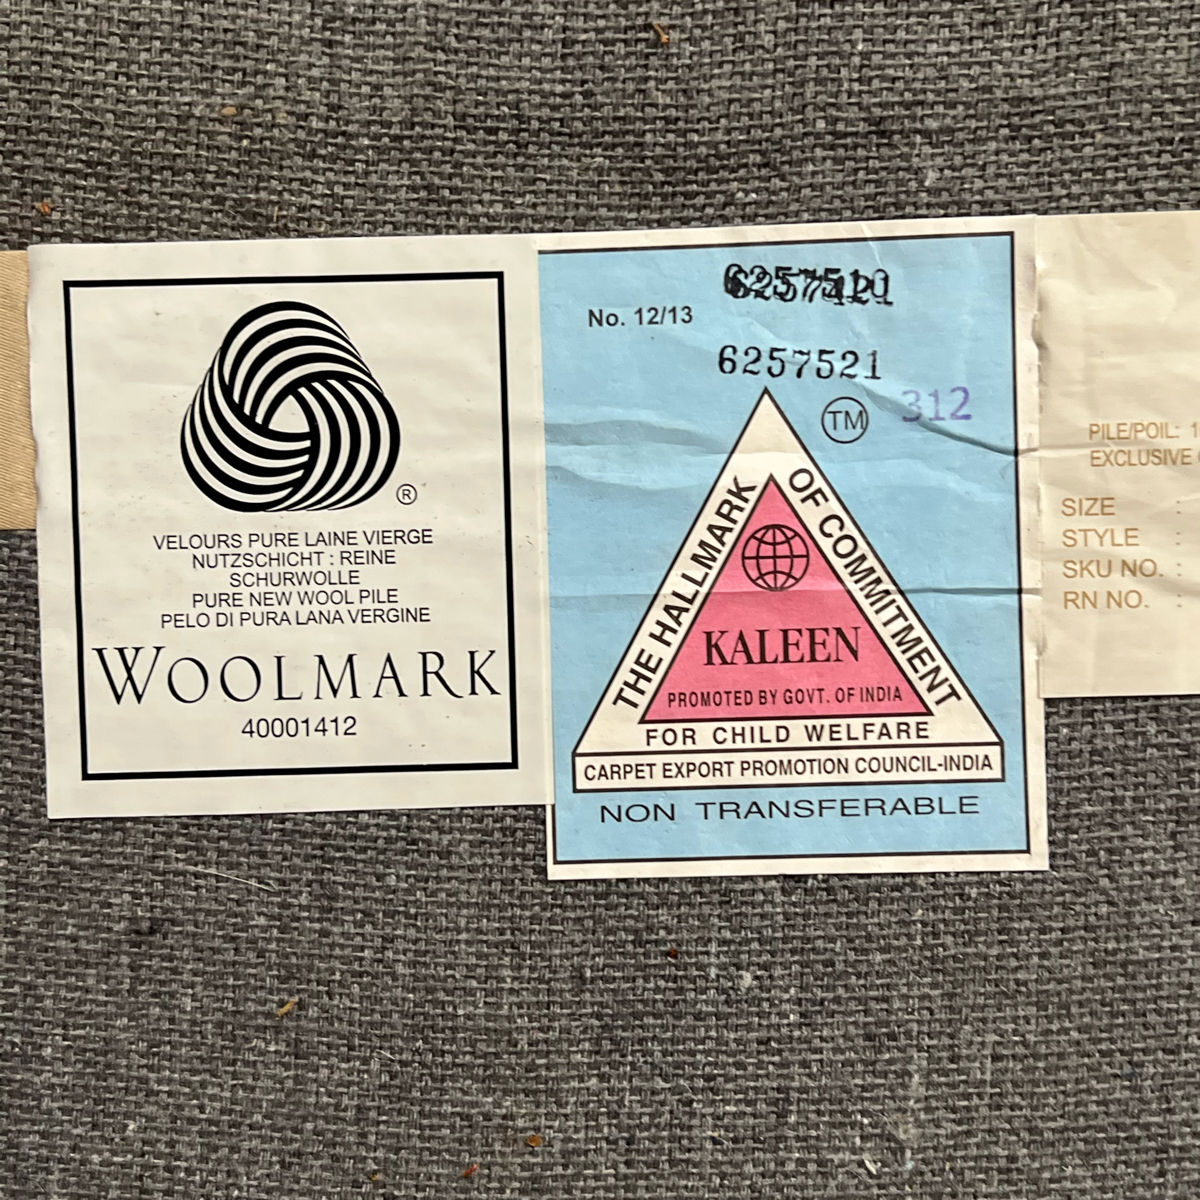 ®
VELOURS PURE LAINE VIERGE
NUTZSCHICHT : REINE
SCHURWOLLE
PURE NEW WOOL PILE
PELO DI PURA LANA VERGINE
WOOLMARK
40001412
No. 12/13
6257521
312
TM
THE HALLMARK OF COMMITMENT
KALEEN
PROMOTED BY GOVT. OF INDIA
FOR CHILD WELFARE
CARPET EXPORT PROMOTION COUNCIL-INDIA
NON TRANSFERABLE
PILE/POIL:
EXCLUSIVE
SIZE :
STYLE :
SKU NO. :
RN NO. :